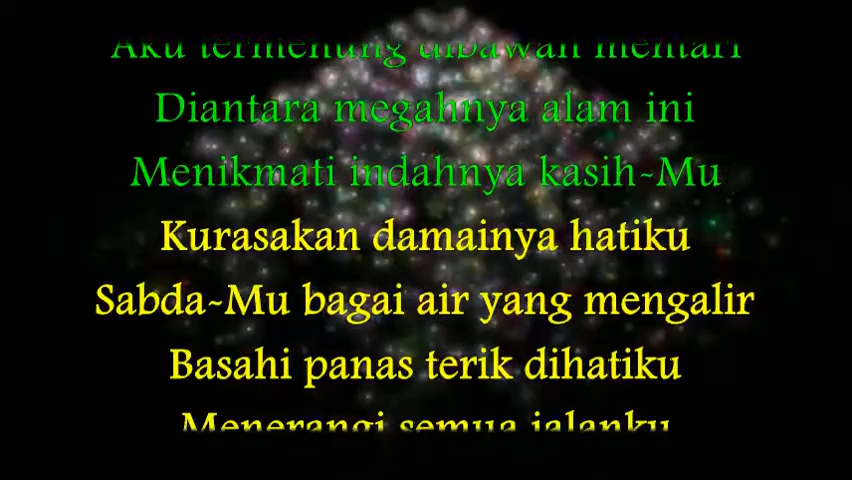 Aku termenung dibawah mentari
Diantara megahnya alam ini
Menikmati indahnya kasih-Mu
Kurasakan damainya hatiku
Sabda-Mu bagai air yang mengalir
Basahi panas terik dihatiku
Menerangi semua jalanku